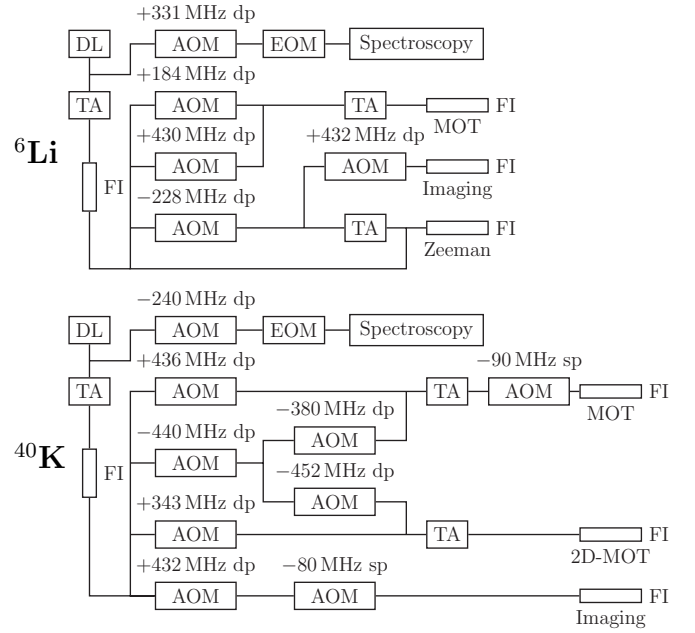 +331 MHz dp
DL AOM EOM Spectroscopy
+184 MHz dp
TA AOM TA FI
MOT
+430 MHz dp +432 MHz dp
⁶Li AOM AOM FI
FI Imaging
−228 MHz dp
AOM TA FI
Zeeman
−240 MHz dp
DL AOM EOM Spectroscopy
+436 MHz dp −90 MHz sp
TA AOM TA AOM FI
MOT
−380 MHz dp
AOM
−440 MHz dp
⁴⁰K FI AOM
−452 MHz dp
AOM
+343 MHz dp
AOM TA FI
2D-MOT
+432 MHz dp −80 MHz sp
AOM AOM FI
Imaging